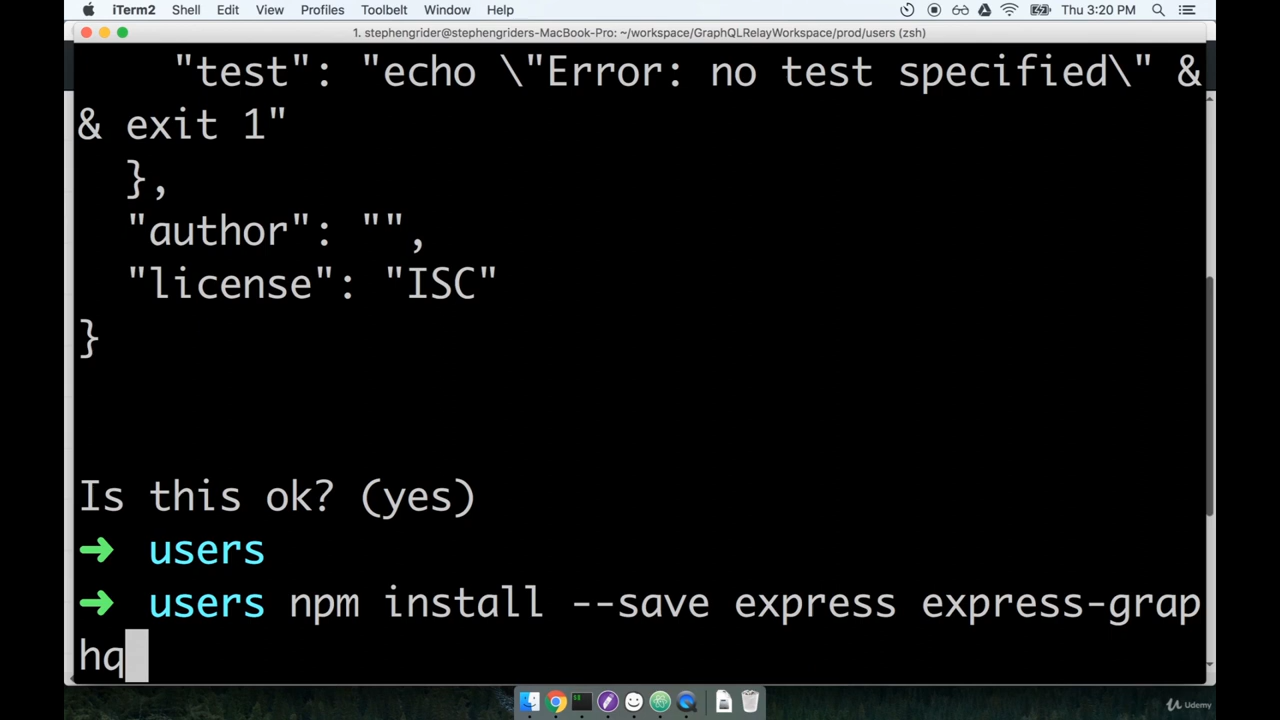 iTerm2 Shell Edit View Profiles Toolbelt Window Help Thu 3:20 PM
1. stephengrider@stephengriders-MacBook-Pro: ~/workspace/GraphQLRelayWorkspace/prod/users (zsh)
"test": "echo \"Error: no test specified\" &
& exit 1"
},
"author": "",
"license": "ISC"
}
Is this ok? (yes)
➜ users
➜ users npm install --save express express-grap
hq
Udemy